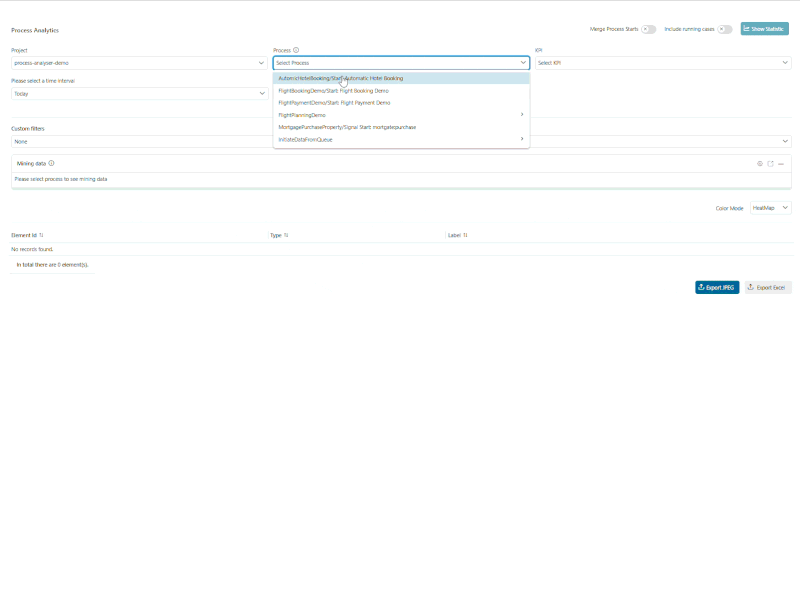 Process Analytics
Merge Process Starts
Include running cases
Show Statistic
Project
Process
KPI
process-analyser-demo
Select Process
Select KPI
AutomicHotelBooking/Start: Automatic Hotel Booking
Please select a time interval
FlightBookingDemo/Start: Flight Booking Demo
Today
FlightPaymentDemo/Start: Flight Payment Demo
FlightPlanningDemo
MortgagePurchaseProperty/Signal Start: mortgagepurchase
Custom filters
InitiateDataFromQueue
None
Mining data
Please select process to see mining data
Color Mode
HeatMap
Element Id
Type
Label
No records found.
In total there are 0 element(s).
Export JPEG
Export Excel